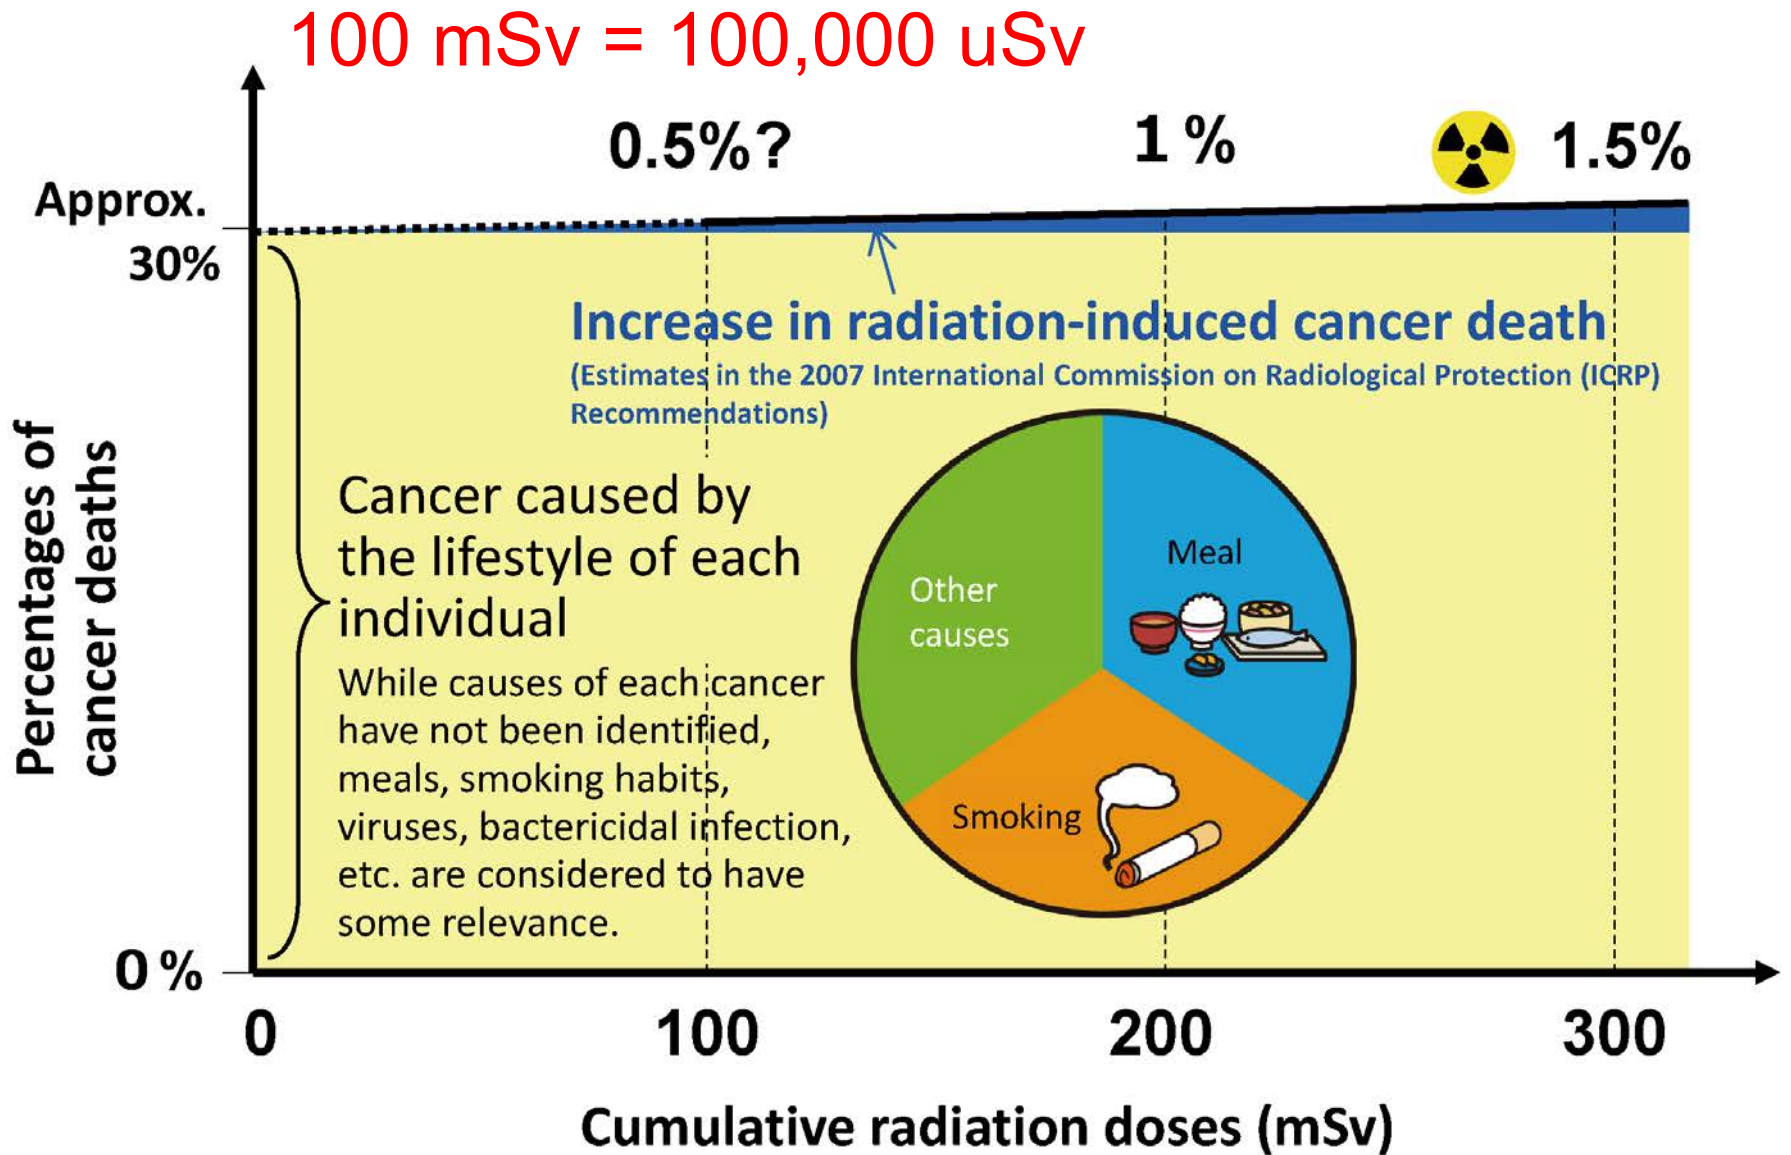 100 mSv = 100,000 uSv
0.5%?
1 %
1.5%
Approx.
30%
Increase in radiation-induced cancer death
(Estimates in the 2007 International Commission on Radiological Protection (ICRP)
Recommendations)
Percentages of
cancer deaths
Cancer caused by
the lifestyle of each
individual
While causes of each cancer
have not been identified,
meals, smoking habits,
viruses, bactericidal infection,
etc. are considered to have
some relevance.
Other
causes
Meal
Smoking
0 %
0
100
200
300
Cumulative radiation doses (mSv)